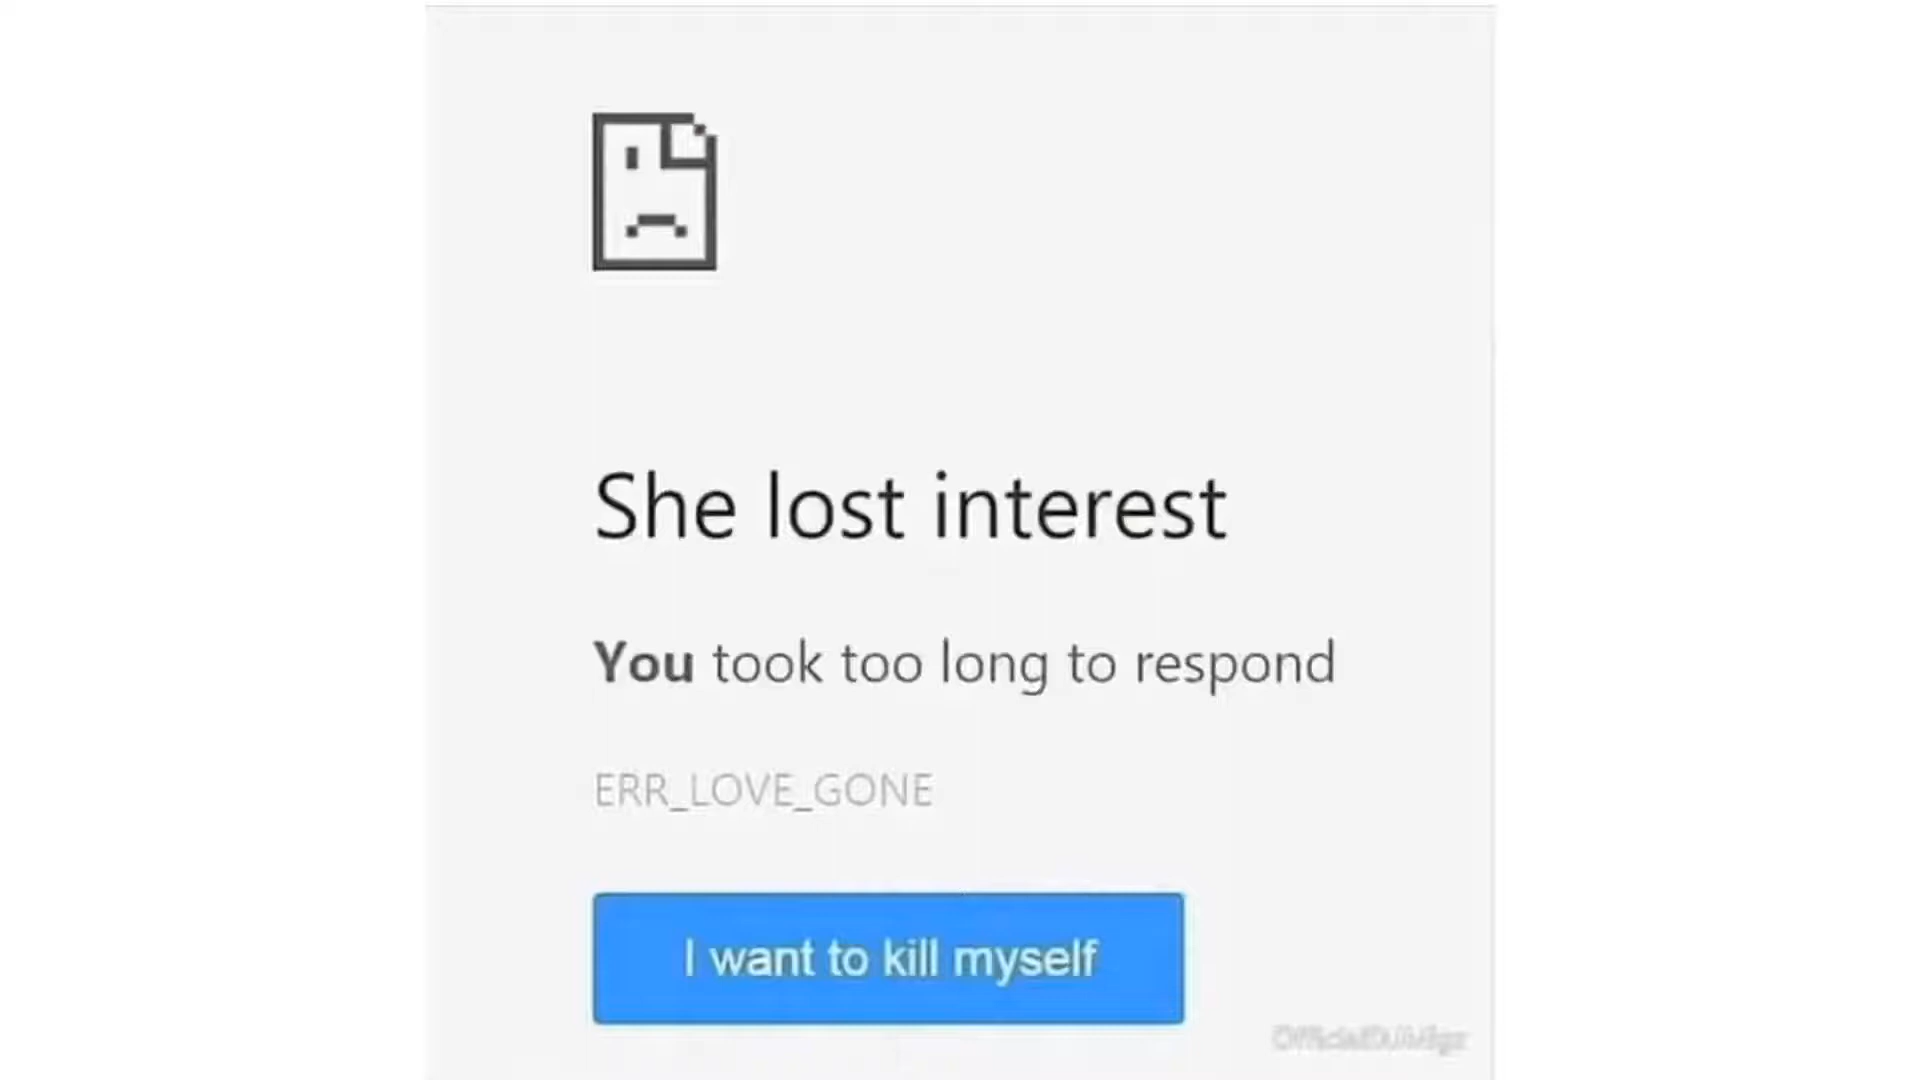 She lost interest
You took too long to respond
ERR_LOVE_GONE
I want to kill myself